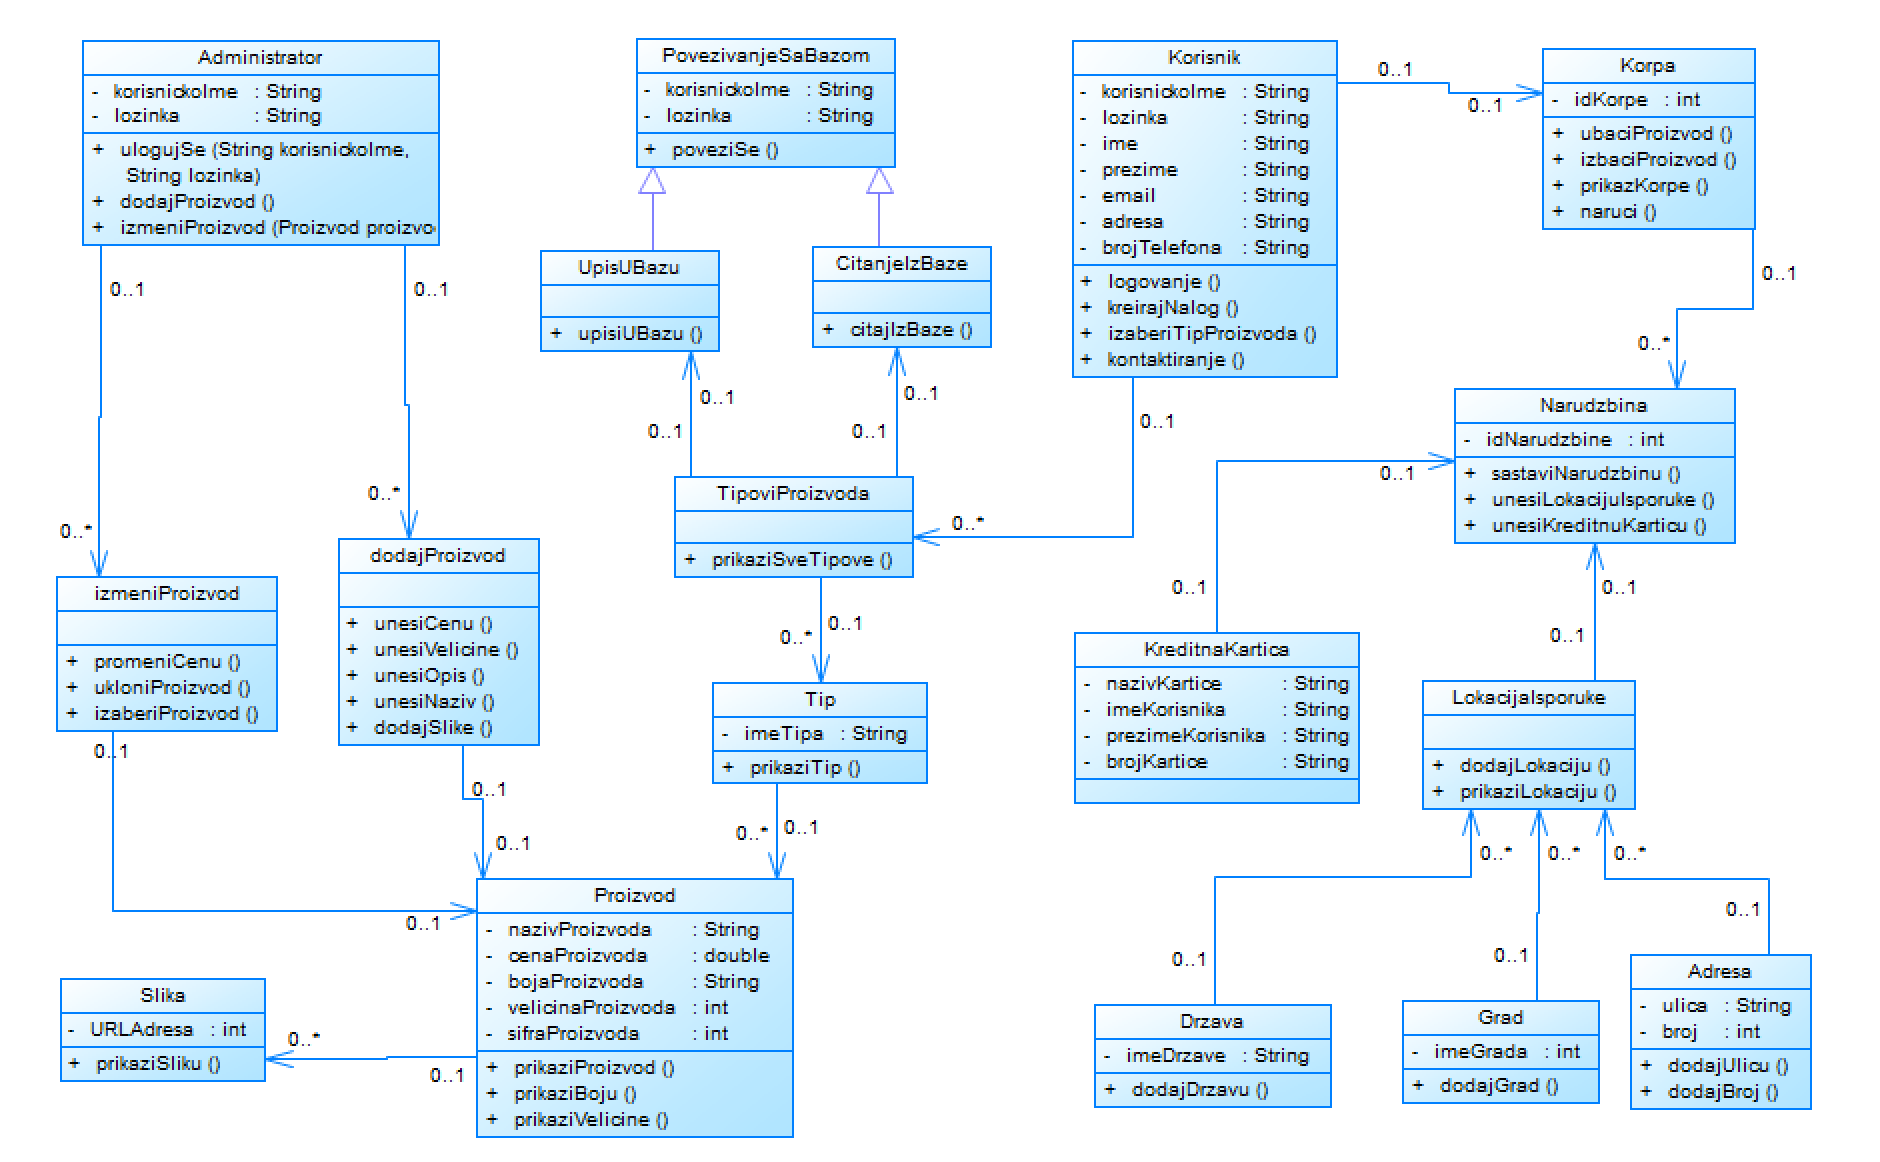 Administrator
- korisnickoIme : String
- lozinka : String
+ ulogujSe (String korisnickoIme,
String lozinka)
+ dodajProizvod ()
+ izmeniProizvod (Proizvod proizvo
0..1
0..1
0..*
0..*
izmeniProizvod
+ promeniCenu ()
+ ukloniProizvod ()
+ izaberiProizvod ()
0..1
0..1
dodajProizvod
+ unesiCenu ()
+ unesiVelicine ()
+ unesiOpis ()
+ unesiNaziv ()
+ dodajSlike ()
0..1
0..1
PovezivanjeSaBazom
- korisnickoIme : String
- lozinka : String
+ poveziSe ()
UpisUBazu
+ upisiUBazu ()
CitanjeIzBaze
+ citajIzBaze ()
0..1
0..1
0..1
0..1
TipoviProizvoda
+ prikaziSveTipove ()
0..1
0..*
Tip
- imeTipa : String
+ prikaziTip ()
0..*
0..1
Proizvod
- nazivProizvoda : String
- cenaProizvoda : double
- bojaProizvoda : String
- velicinaProizvoda : int
- sifraProizvoda : int
+ prikaziProizvod ()
+ prikaziBoju ()
+ prikaziVelicine ()
0..1
0..*
Slika
- URLAdresa : int
+ prikaziSliku ()
Korisnik
- korisnickoIme : String
- lozinka : String
- ime : String
- prezime : String
- email : String
- adresa : String
- brojTelefona : String
+ logovanje ()
+ kreirajNalog ()
+ izaberiTipProizvoda ()
+ kontaktiranje ()
0..1
0..*
0..1
0..1
Korpa
- idKorpe : int
+ ubaciProizvod ()
+ izbaciProizvod ()
+ prikazKorpe ()
+ naruci ()
0..1
0..*
Narudzbina
- idNarudzbine : int
+ sastaviNarudzbinu ()
+ unesiLokacijuIsporuke ()
+ unesiKreditnuKarticu ()
0..1
0..1
0..1
0..1
KreditnaKartica
- nazivKartice : String
- imeKorisnika : String
- prezimeKorisnika : String
- brojKartice : String
LokacijaIsporuke
+ dodajLokaciju ()
+ prikaziLokaciju ()
0..*
0..*
0..*
0..1
0..1
0..1
Drzava
- imeDrzave : String
+ dodajDrzavu ()
Grad
- imeGrada : int
+ dodajGrad ()
Adresa
- ulica : String
- broj : int
+ dodajUlicu ()
+ dodajBroj ()